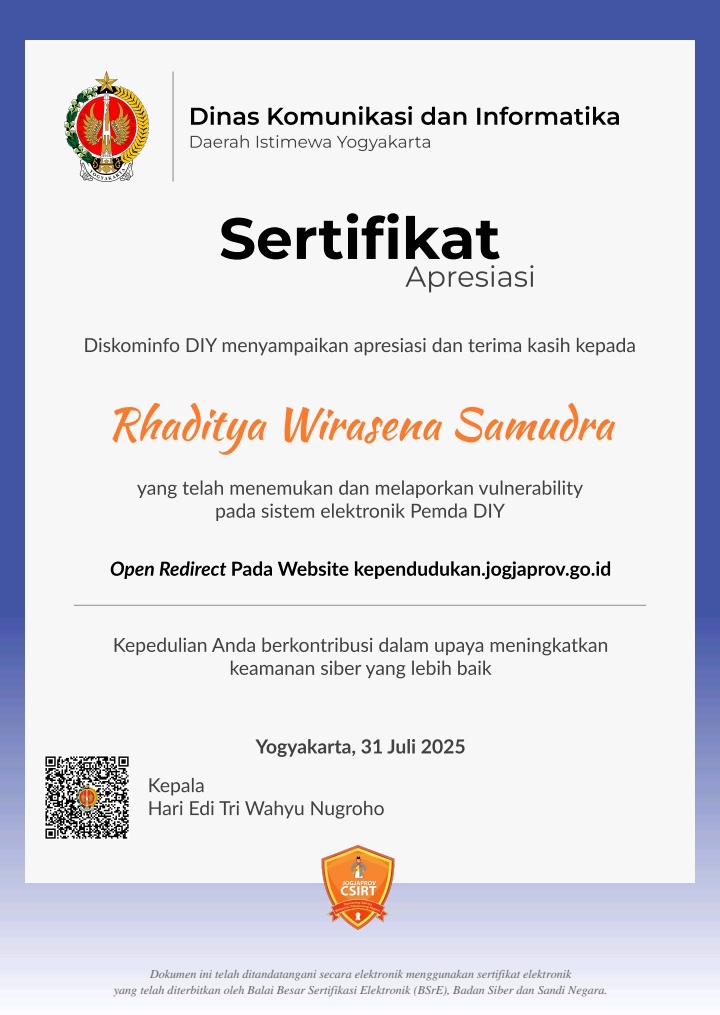 Dinas Komunikasi dan Informatika
Daerah Istimewa Yogyakarta
YOGYAKARTA
Sertifikat
Apresiasi
Diskominfo DIY menyampaikan apresiasi dan terima kasih kepada
Rhaditya Wirasena Samudra
yang telah menemukan dan melaporkan vulnerability
pada sistem elektronik Pemda DIY
Open Redirect Pada Website kependudukan.jogjaprov.go.id
Kepedulian Anda berkontribusi dalam upaya meningkatkan
keamanan siber yang lebih baik
Yogyakarta, 31 Juli 2025
Kepala
Hari Edi Tri Wahyu Nugroho
JOGJAPROV
CSIRT
Dokumen ini telah ditandatangani secara elektronik menggunakan sertifikat elektronik
yang telah diterbitkan oleh Balai Besar Sertifikasi Elektronik (BSrE), Badan Siber dan Sandi Negara.